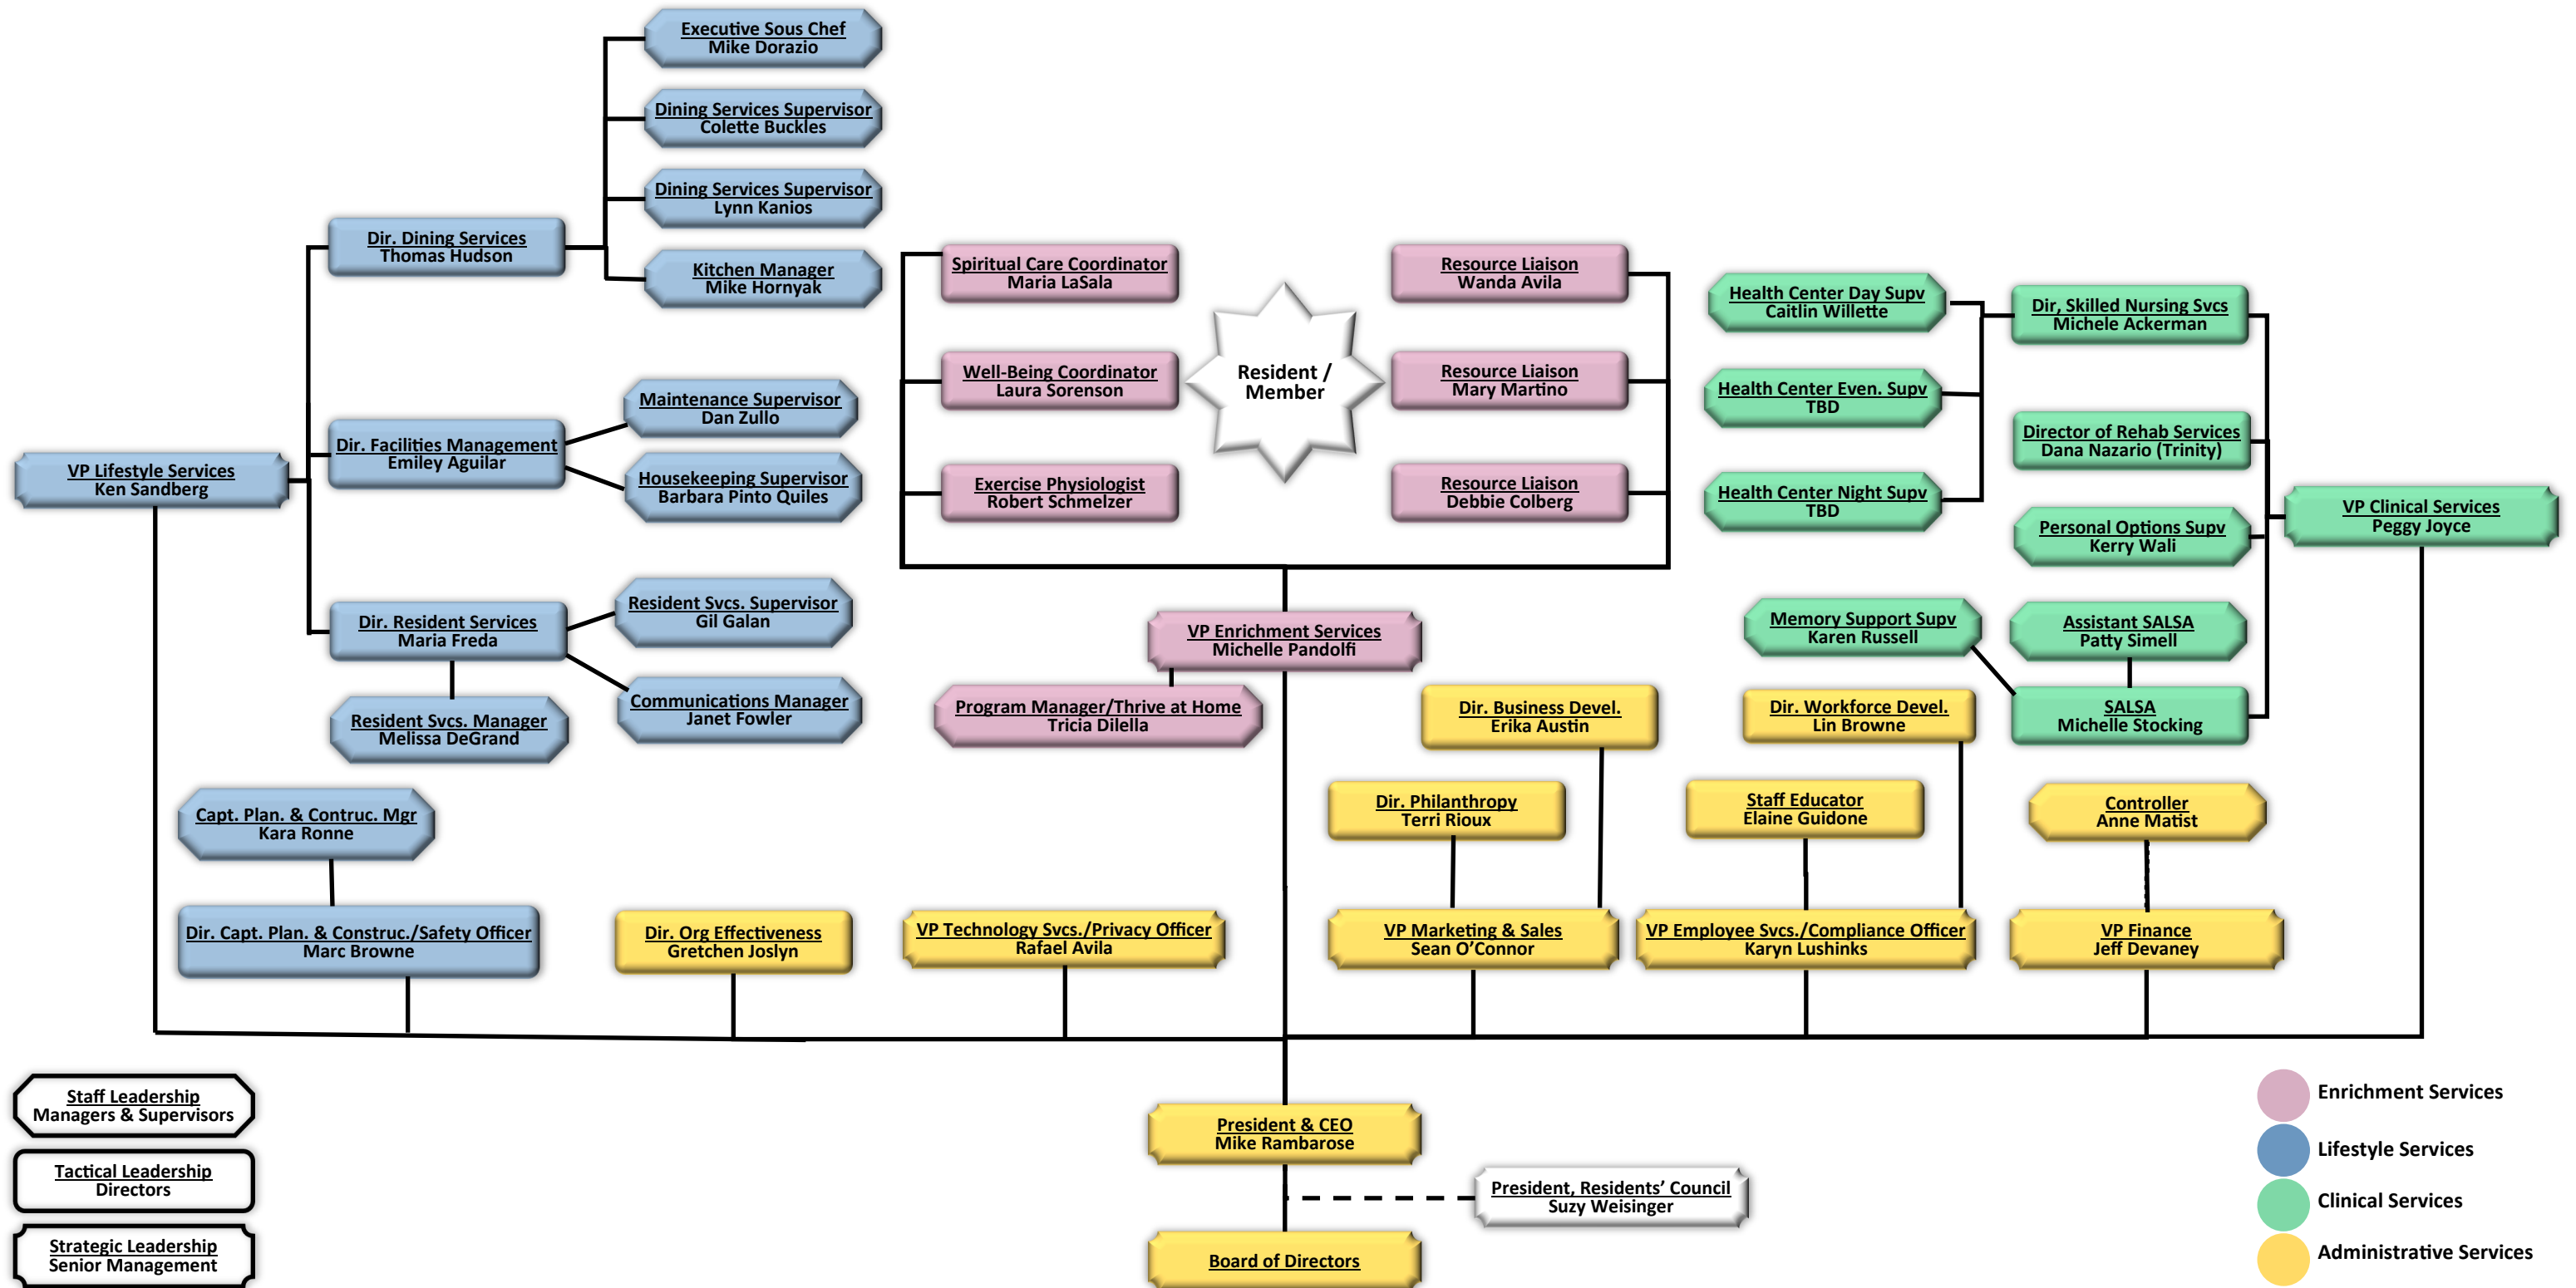 Executive Sous Chef
Mike Dorazio
Dining Services Supervisor
Colette Buckles
Dining Services Supervisor
Lynn Kanios
Dir. Dining Services
Thomas Hudson
Kitchen Manager
Mike Hornyak
Maintenance Supervisor
Dan Zullo
Dir. Facilities Management
Emiley Aguilar
Housekeeping Supervisor
Barbara Pinto Quiles
VP Lifestyle Services
Ken Sandberg
Resident Svcs. Supervisor
Gil Galan
Dir. Resident Services
Maria Freda
Communications Manager
Janet Fowler
Resident Svcs. Manager
Melissa DeGrand
Capt. Plan. & Contruc. Mgr
Kara Ronne
Dir. Capt. Plan. & Construc./Safety Officer
Marc Browne
Spiritual Care Coordinator
Maria LaSala
Well-Being Coordinator
Laura Sorenson
Exercise Physiologist
Robert Schmelzer
Resident /
Member
Resource Liaison
Wanda Avila
Resource Liaison
Mary Martino
Resource Liaison
Debbie Colberg
VP Enrichment Services
Michelle Pandolfi
Program Manager/Thrive at Home
Tricia Dilella
Health Center Day Supv
Caitlin Willette
Health Center Even. Supv
TBD
Health Center Night Supv
TBD
Dir, Skilled Nursing Svcs
Michele Ackerman
Director of Rehab Services
Dana Nazario (Trinity)
Personal Options Supv
Kerry Wali
VP Clinical Services
Peggy Joyce
Memory Support Supv
Karen Russell
Assistant SALSA
Patty Simell
SALSA
Michelle Stocking
Dir. Business Devel.
Erika Austin
Dir. Workforce Devel.
Lin Browne
Dir. Philanthropy
Terri Rioux
Staff Educator
Elaine Guidone
Controller
Anne Matist
Dir. Org Effectiveness
Gretchen Joslyn
VP Technology Svcs./Privacy Officer
Rafael Avila
VP Marketing & Sales
Sean O’Connor
VP Employee Svcs./Compliance Officer
Karyn Lushinks
VP Finance
Jeff Devaney
President & CEO
Mike Rambarose
President, Residents’ Council
Suzy Weisinger
Board of Directors
Staff Leadership
Managers & Supervisors
Tactical Leadership
Directors
Strategic Leadership
Senior Management
Enrichment Services
Lifestyle Services
Clinical Services
Administrative Services